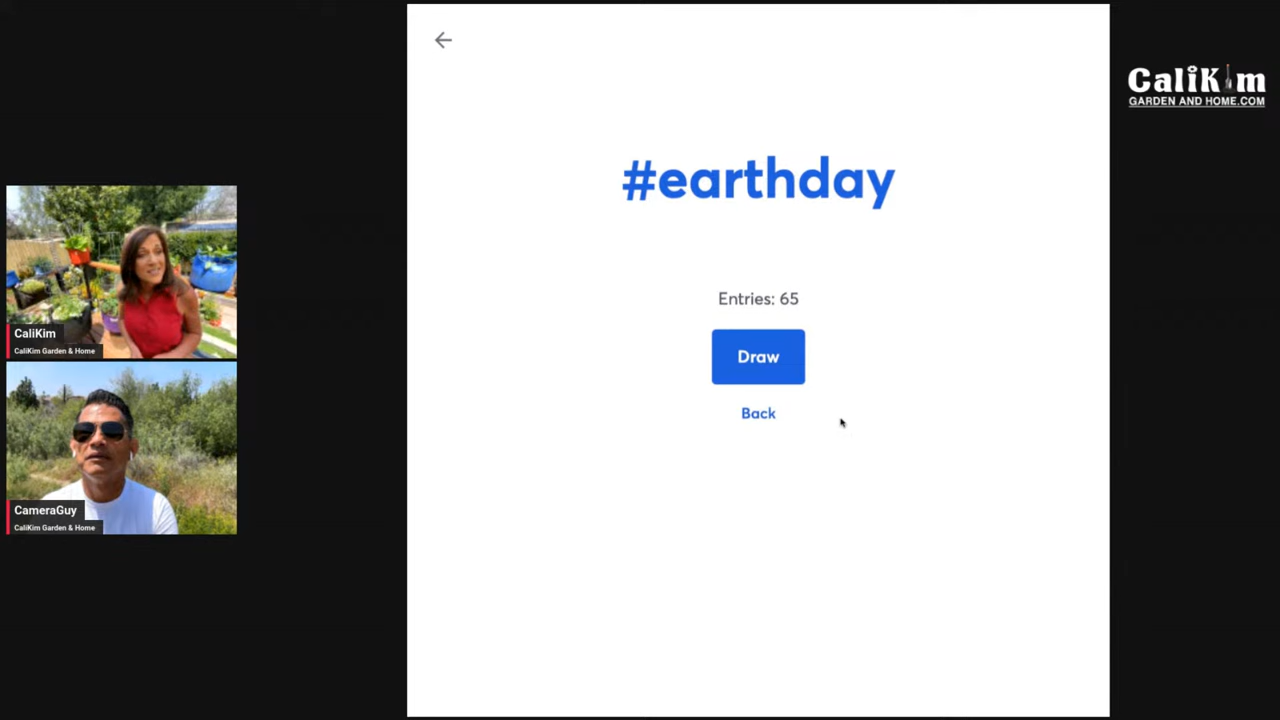 ←
#earthday
Entries: 65
Draw
Back
CaliKim
GARDEN AND HOME.COM
CaliKim
CaliKim Garden & Home
CameraGuy
CaliKim Garden & Home